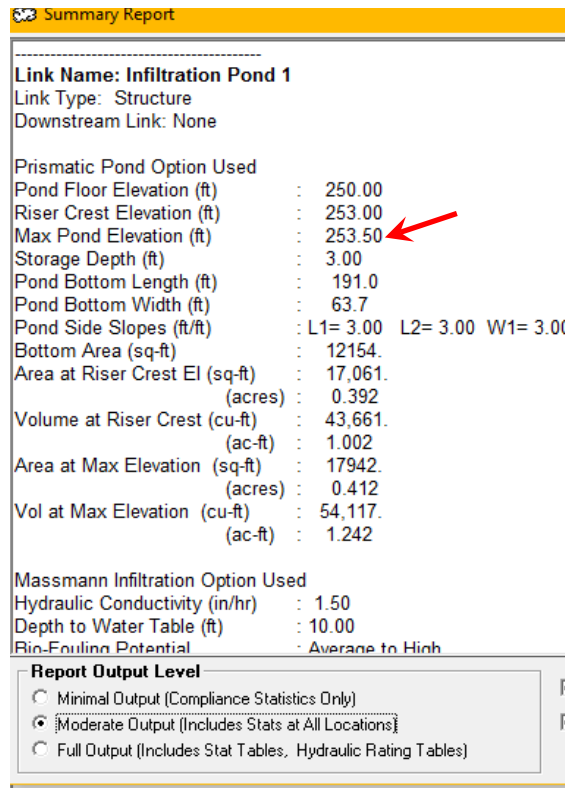 Summary Report
----------------------------------------
Link Name: Infiltration Pond 1
Link Type: Structure
Downstream Link: None
Prismatic Pond Option Used
Pond Floor Elevation (ft) : 250.00
Riser Crest Elevation (ft) : 253.00
Max Pond Elevation (ft) : 253.50
Storage Depth (ft) : 3.00
Pond Bottom Length (ft) : 191.0
Pond Bottom Width (ft) : 63.7
Pond Side Slopes (ft/ft) : L1= 3.00 L2= 3.00 W1= 3.00
Bottom Area (sq-ft) : 12154.
Area at Riser Crest El (sq-ft) : 17,061.
(acres) : 0.392
Volume at Riser Crest (cu-ft) : 43,661.
(ac-ft) : 1.002
Area at Max Elevation (sq-ft) : 17942.
(acres) : 0.412
Vol at Max Elevation (cu-ft) : 54,117.
(ac-ft) : 1.242
Massmann Infiltration Option Used
Hydraulic Conductivity (in/hr) : 1.50
Depth to Water Table (ft) : 10.00
Bio-Fouling Potential : Average to High
Report Output Level
Minimal Output (Compliance Statistics Only)
Moderate Output (Includes Stats at All Locations)
Full Output (Includes Stat Tables, Hydraulic Rating Tables)